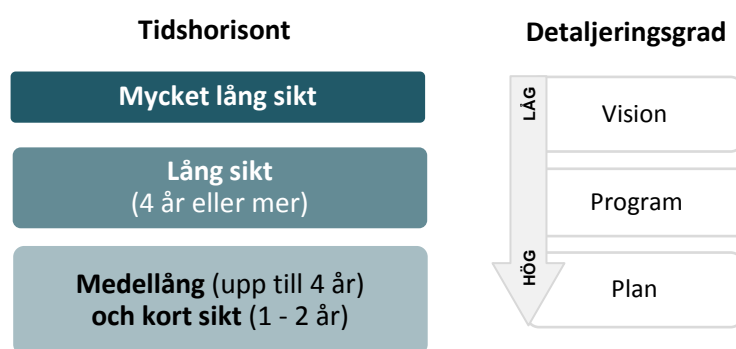 Tidshorisont
Mycket lång sikt
Lång sikt
(4 år eller mer)
Medellång (upp till 4 år)
och kort sikt (1 - 2 år)
Detaljeringsgrad
LÅG
HÖG
Vision
Program
Plan